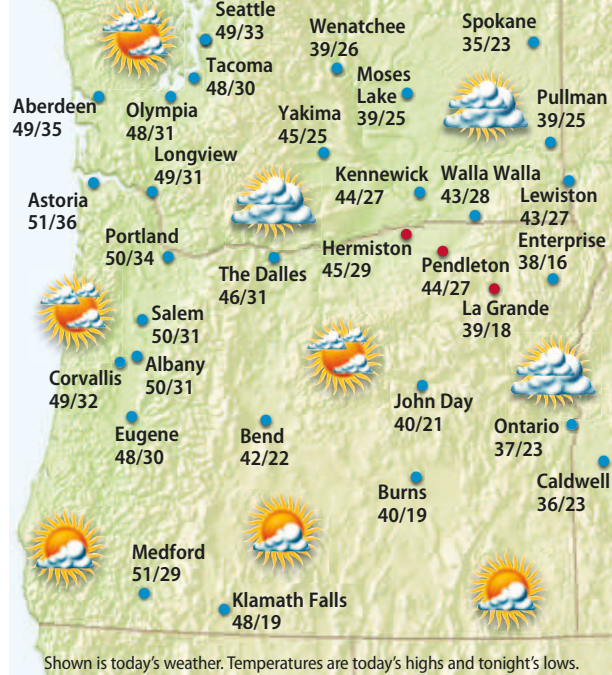 Seattle
49/33
Wenatchee
39/26
Spokane
35/23
Tacoma
48/30
Moses
Lake
39/25
Pullman
39/25
Aberdeen
49/35
Olympia
48/31
Yakima
45/25
Longview
49/31
Kennewick
44/27
Walla Walla
43/28
Lewiston
43/27
Astoria
51/36
Portland
50/34
Hermiston
45/29
Enterprise
38/16
The Dalles
46/31
Pendleton
44/27
La Grande
39/18
Salem
50/31
Albany
50/31
Corvallis
49/32
John Day
40/21
Ontario
37/23
Eugene
48/30
Bend
42/22
Caldwell
36/23
Burns
40/19
Medford
51/29
Klamath Falls
48/19
Shown is today's weather. Temperatures are today's highs and tonight's lows.